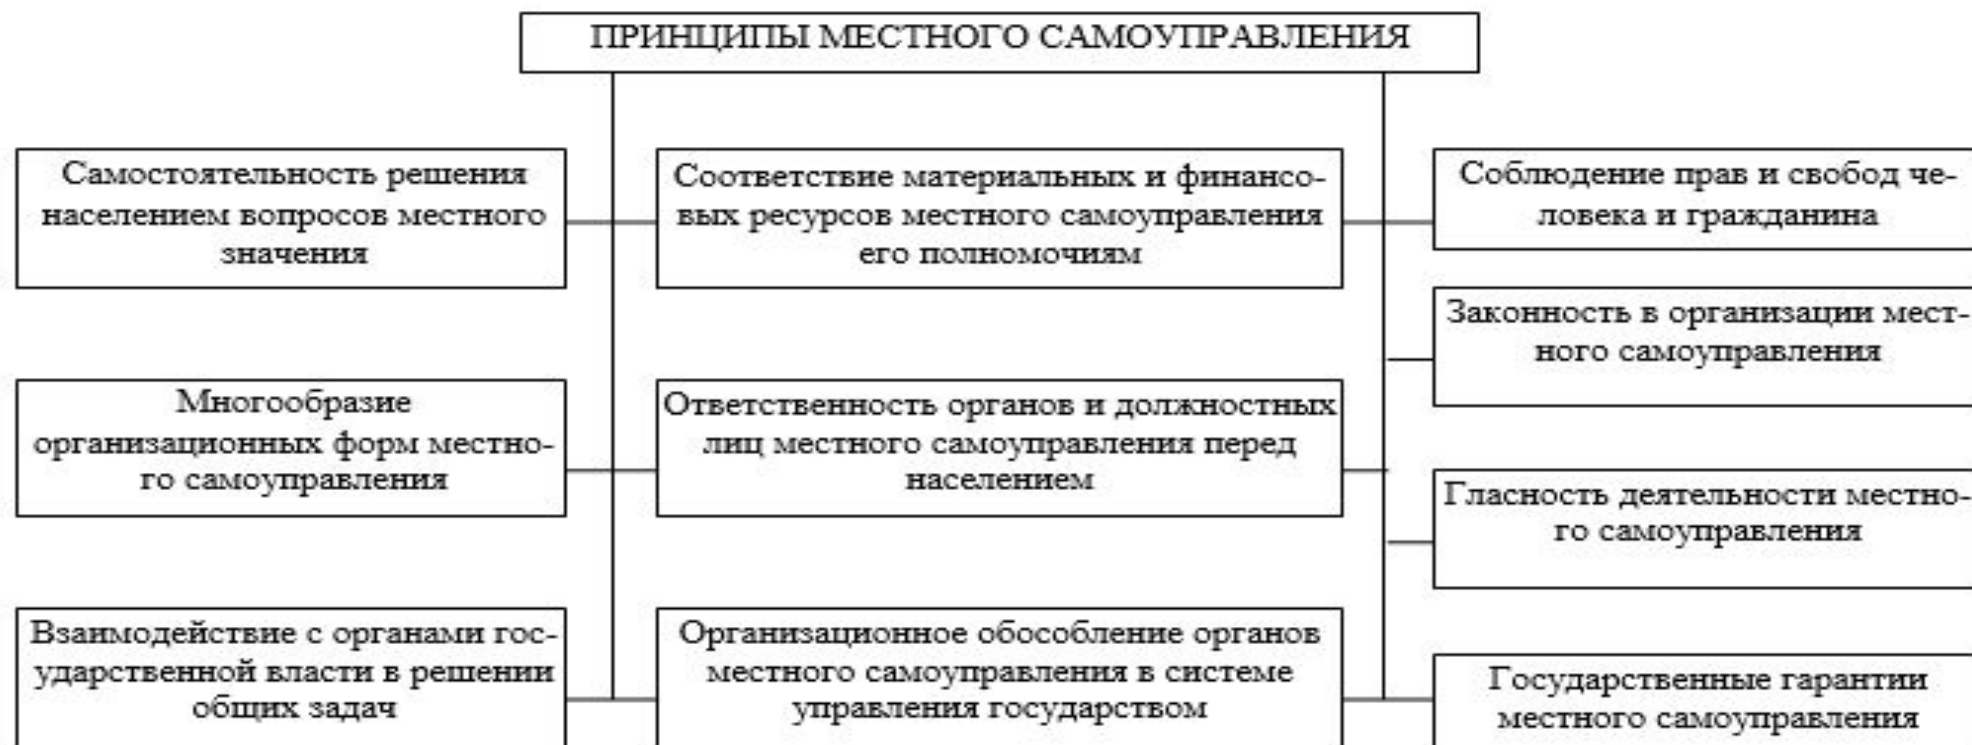 ПРИНЦИПЫ МЕСТНОГО САМОУПРАВЛЕНИЯ
Самостоятельность решения
населением вопросов местного
значения
Соответствие материальных и финансо-
вых ресурсов местного самоуправления
его полномочиям
Соблюдение прав и свобод че-
ловека и гражданина
Законность в организации мест-
ного самоуправления
Многообразие
организационных форм местно-
го самоуправления
Ответственность органов и должностных
лиц местного самоуправления перед
населением
Гласность деятельности местно-
го самоуправления
Взаимодействие с органами гос-
ударственной власти в решении
общих задач
Организационное обособление органов
местного самоуправления в системе
управления государством
Государственные гарантии
местного самоуправления